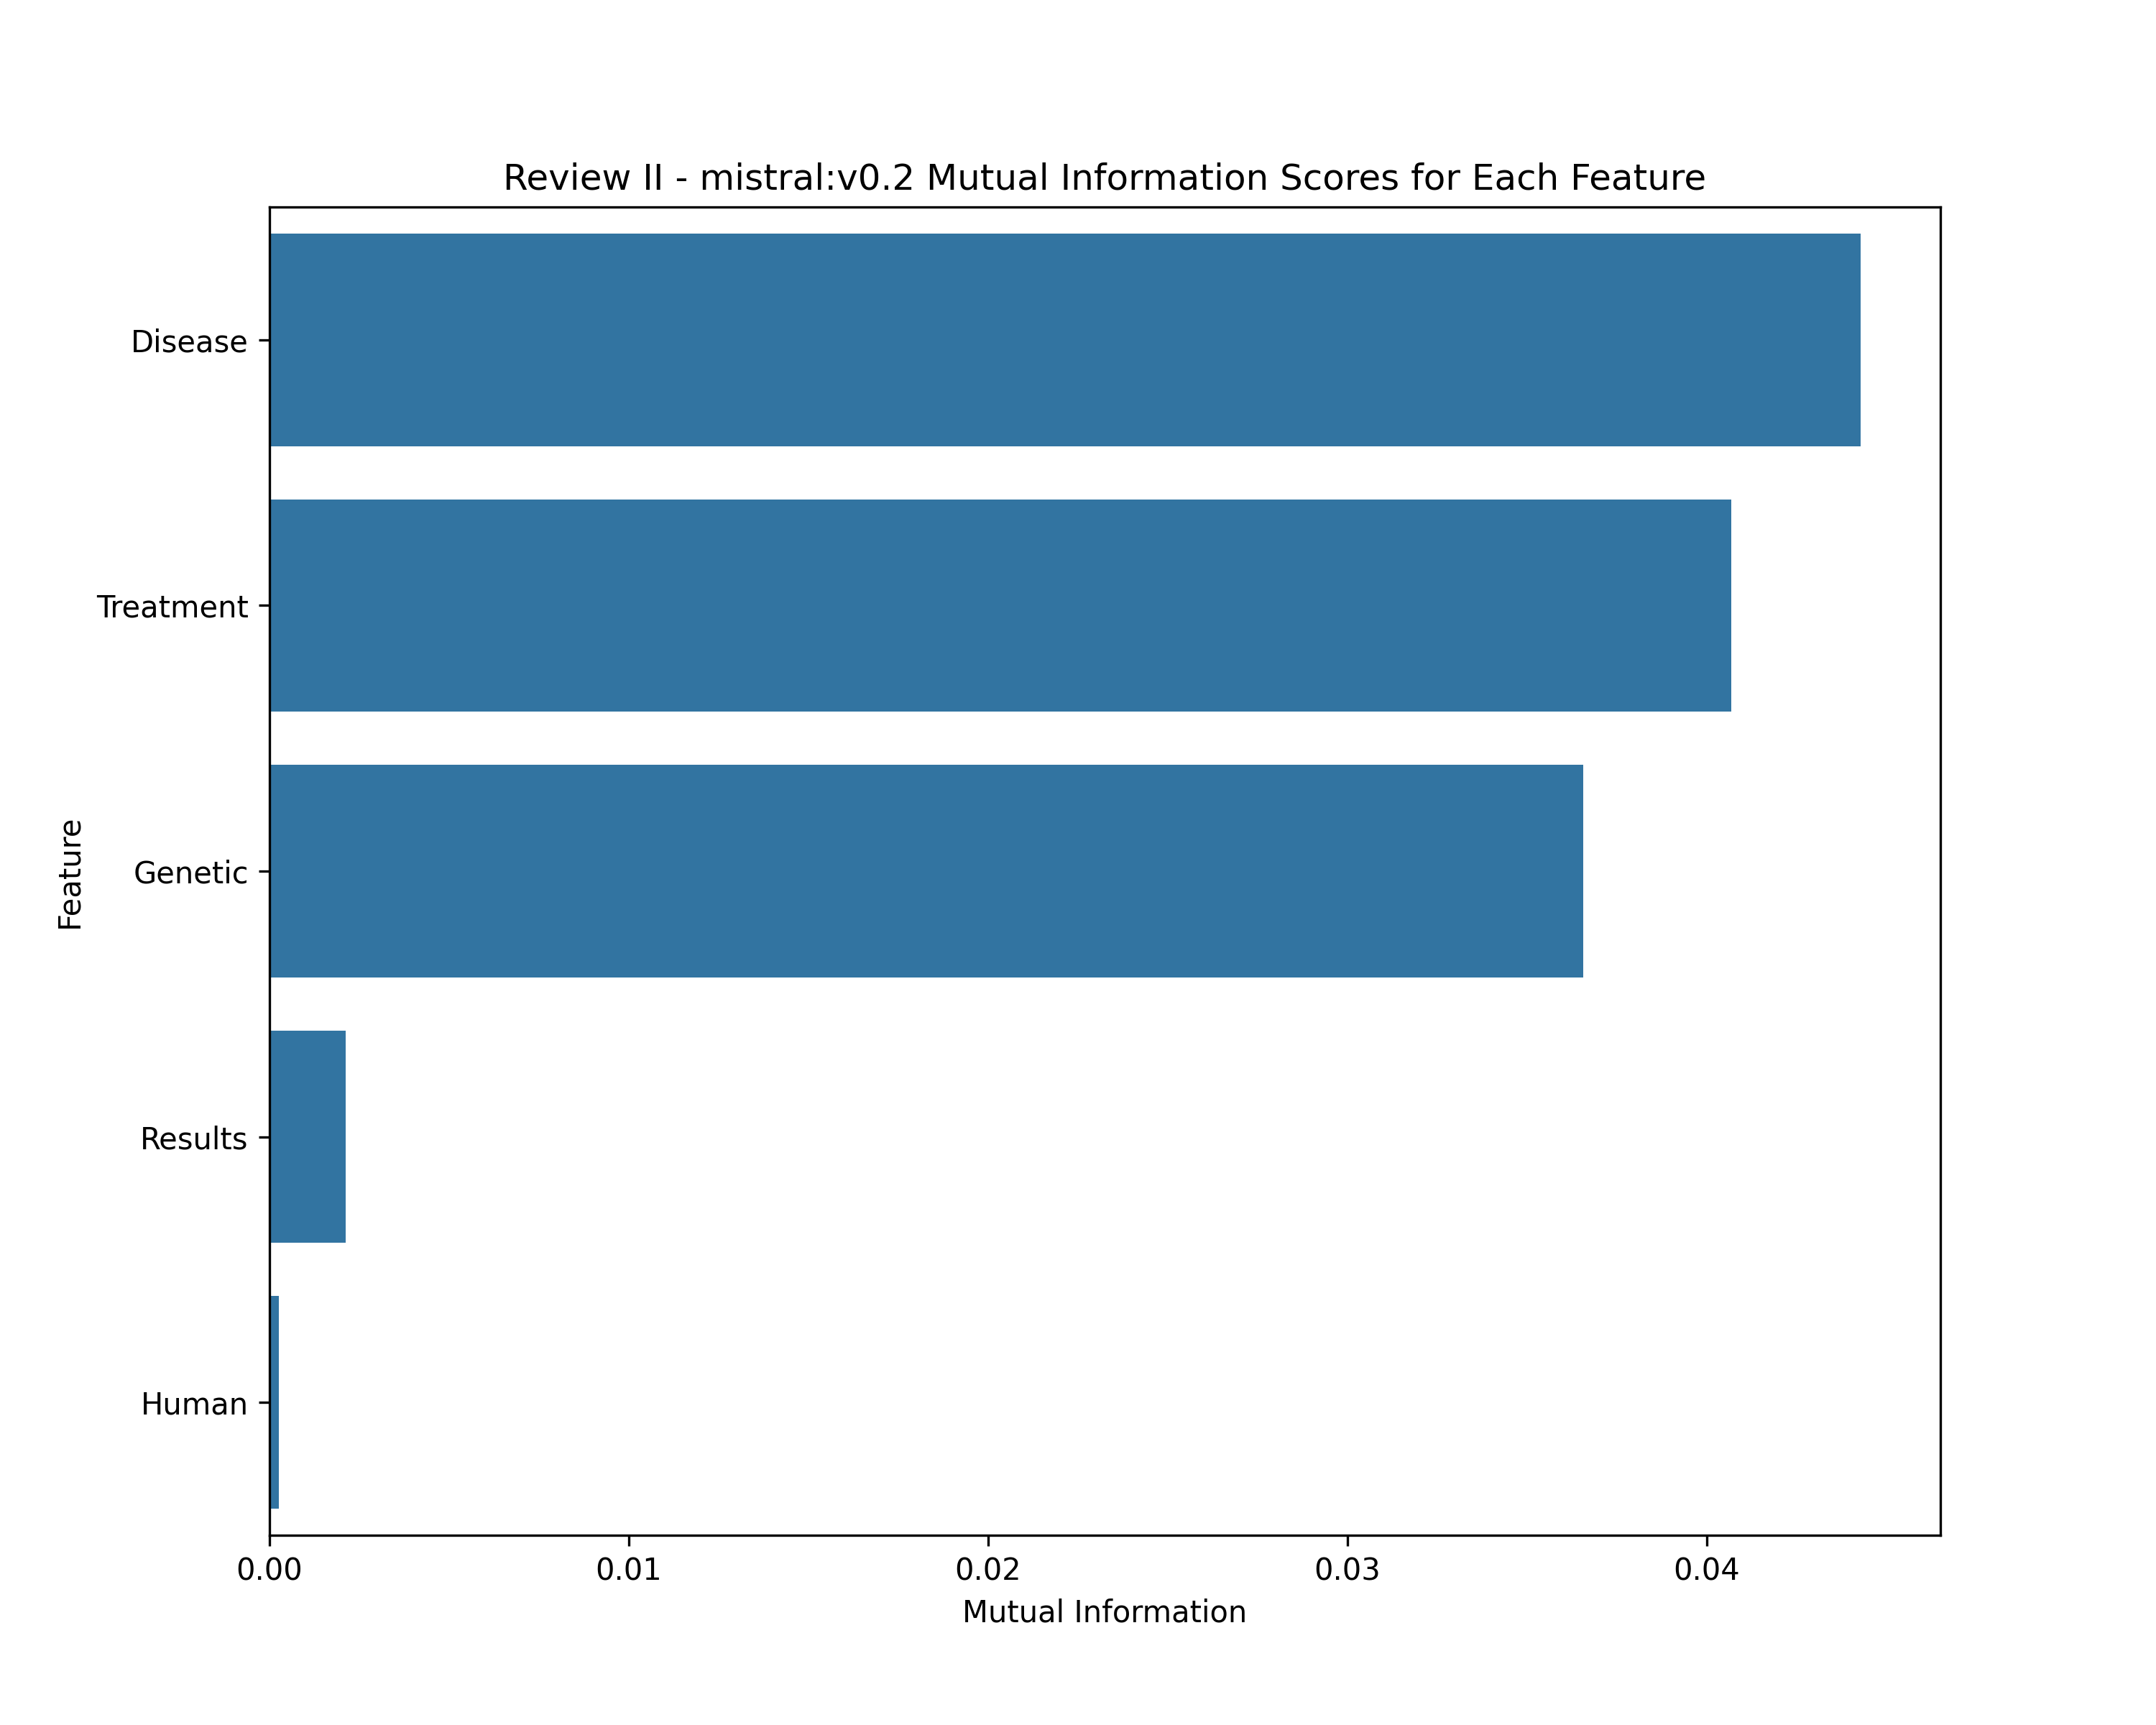 Review II - mistral:v0.2 Mutual Information Scores for Each Feature
Disease
Treatment
Genetic
Results
Human
Feature
0.00 0.01 0.02 0.03 0.04
Mutual Information